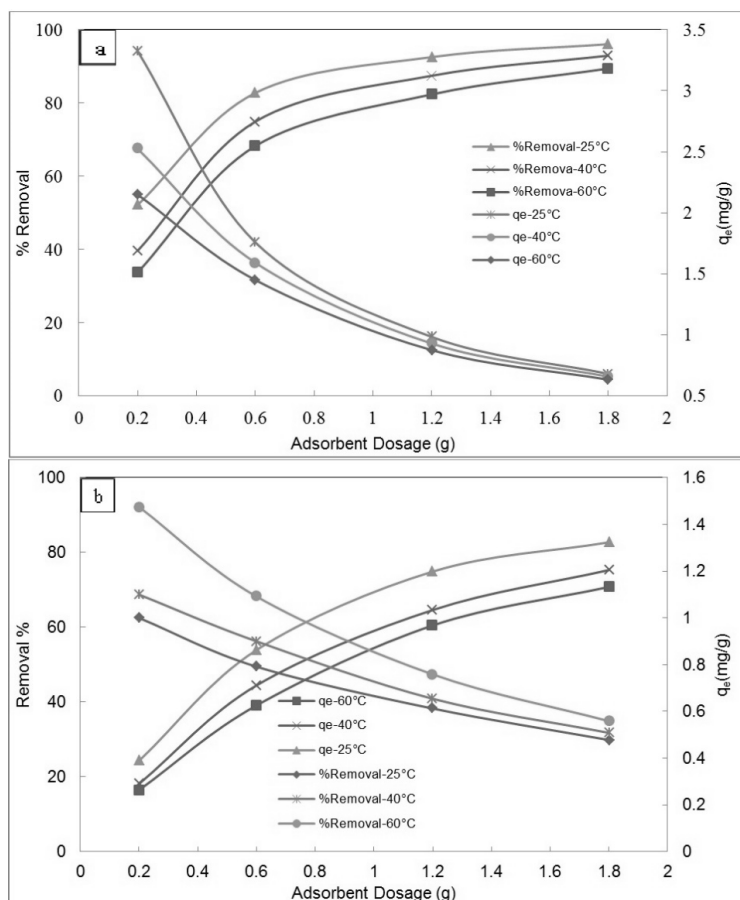 a
100
80
60
40
20
0
% Removal
3.5
3
2.5
2
1.5
1
0.5
qe(mg/g)
%Removal-25°C
%Remova-40°C
%Remova-60°C
qe-25°C
qe-40°C
qe-60°C
0 0.2 0.4 0.6 0.8 1 1.2 1.4 1.6 1.8 2
Adsorbent Dosage (g)
b
100
80
60
40
20
0
Removal %
1.6
1.4
1.2
1
0.8
0.6
0.4
0.2
0
qe(mg/g)
qe-60°C
qe-40°C
qe-25°C
%Removal-25°C
%Removal-40°C
%Removal-60°C
0 0.2 0.4 0.6 0.8 1 1.2 1.4 1.6 1.8 2
Adsorbent Dosage (g)